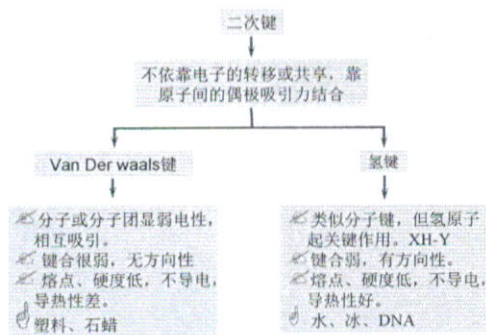 二次键
不依靠电子的转移或共享，靠
原子间的偶极吸引力结合
Van Der waals键
氢键
分子或分子团显弱电性，
相互吸引。
键合很弱，无方向性
熔点、硬度低，不导电，
导热性差。
塑料、石蜡
类似分子键，但氢原子
起关键作用。XH-Y
键合弱，有方向性。
熔点、硬度低，不导电，
导热性好。
水、冰、DNA